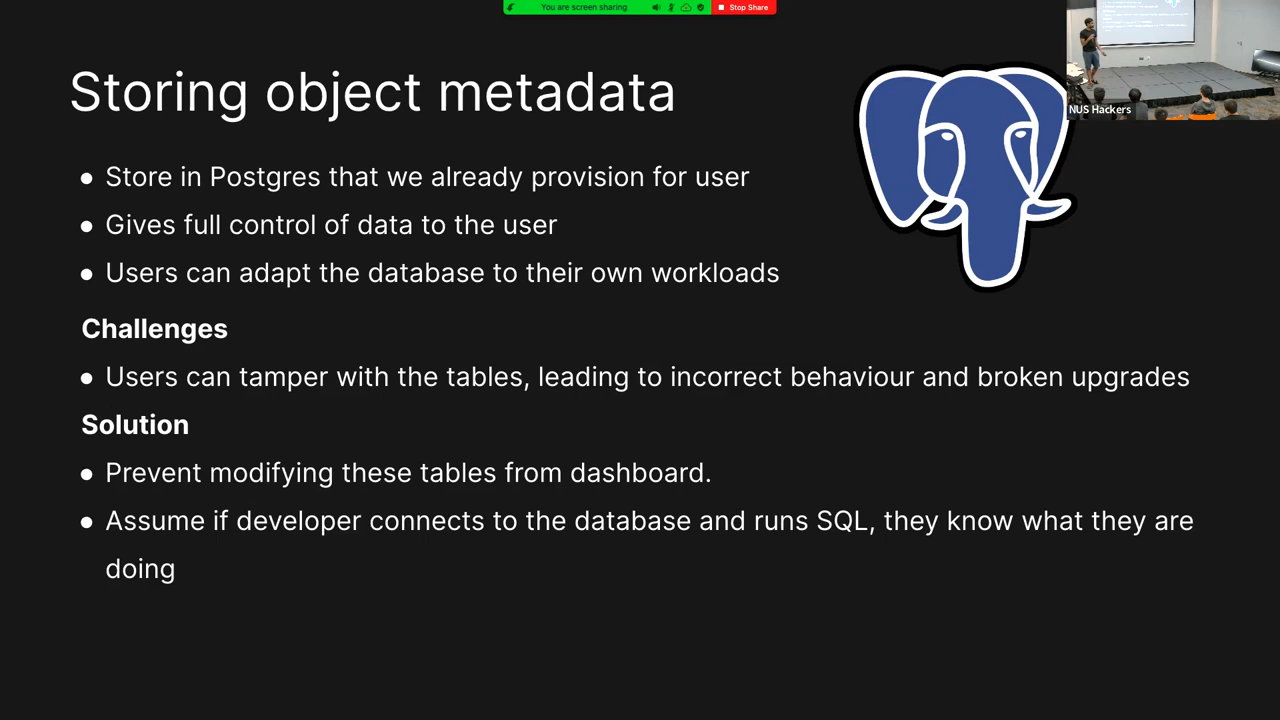 You are screen sharing
Stop Share
Storing object metadata
NUS Hackers
● Store in Postgres that we already provision for user
● Gives full control of data to the user
● Users can adapt the database to their own workloads
Challenges
● Users can tamper with the tables, leading to incorrect behaviour and broken upgrades
Solution
● Prevent modifying these tables from dashboard.
● Assume if developer connects to the database and runs SQL, they know what they are
doing